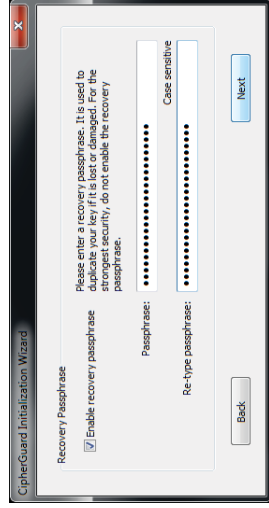 CipherGuard Initialization Wizard
Recovery Passphrase
Enable recovery passphrase
Please enter a recovery passphrase. It is used to
duplicate your key if it is lost or damaged. For the
strongest security, do not enable the recovery
passphrase.
Passphrase: ••••••••••••••••••••••••••••
Case sensitive
Re-type passphrase: ••••••••••••••••••••••••••••
Back
Next